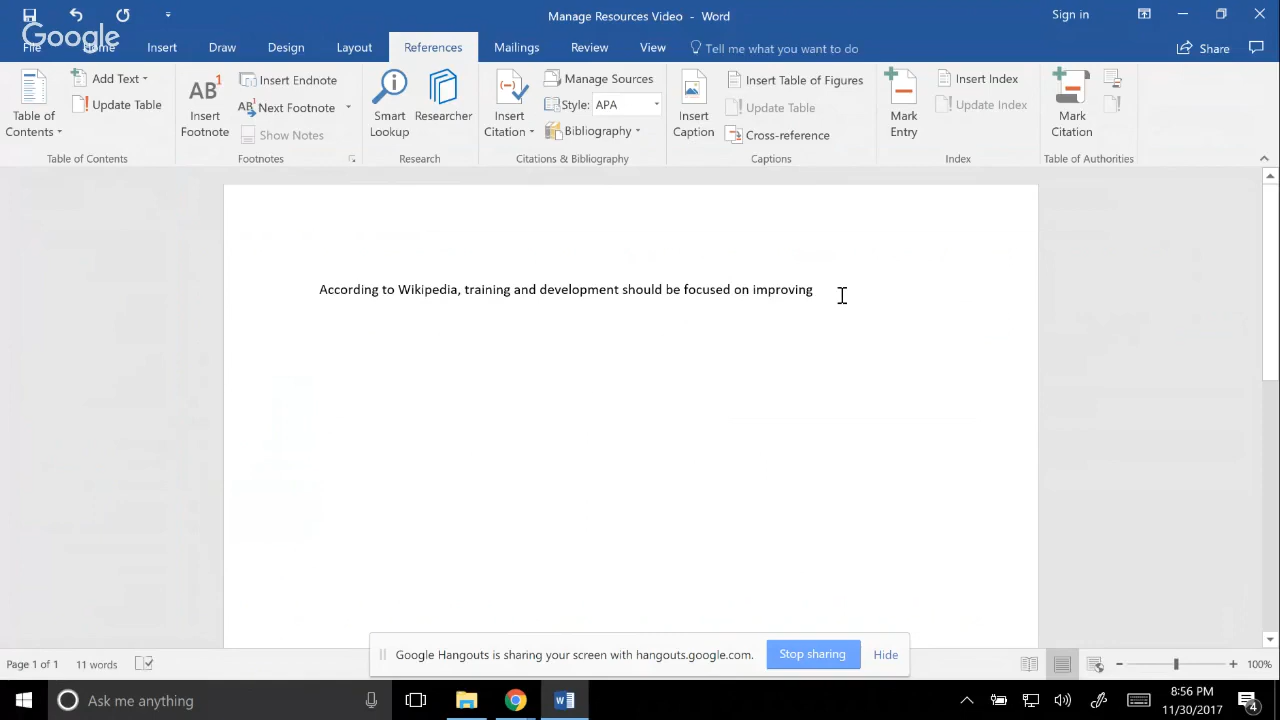 Manage Resources Video - Word
Sign in
Google
File Home Insert Draw Design Layout References Mailings Review View Tell me what you want to do Share
Table of Contents
Add Text
Update Table
Table of Contents
AB1
Insert Footnote
Insert Endnote
AB1 Next Footnote
Show Notes
Footnotes
Smart Lookup
Researcher
Research
Insert Citation
Manage Sources
Style: APA
Bibliography
Citations & Bibliography
Insert Caption
Insert Table of Figures
Update Table
Cross-reference
Captions
Mark Entry
Insert Index
Update Index
Index
Mark Citation
Table of Authorities
According to Wikipedia, training and development should be focused on improving
Google Hangouts is sharing your screen with hangouts.google.com. Stop sharing Hide
Page 1 of 1 11 words 100%
Ask me anything
8:56 PM
11/30/2017
4